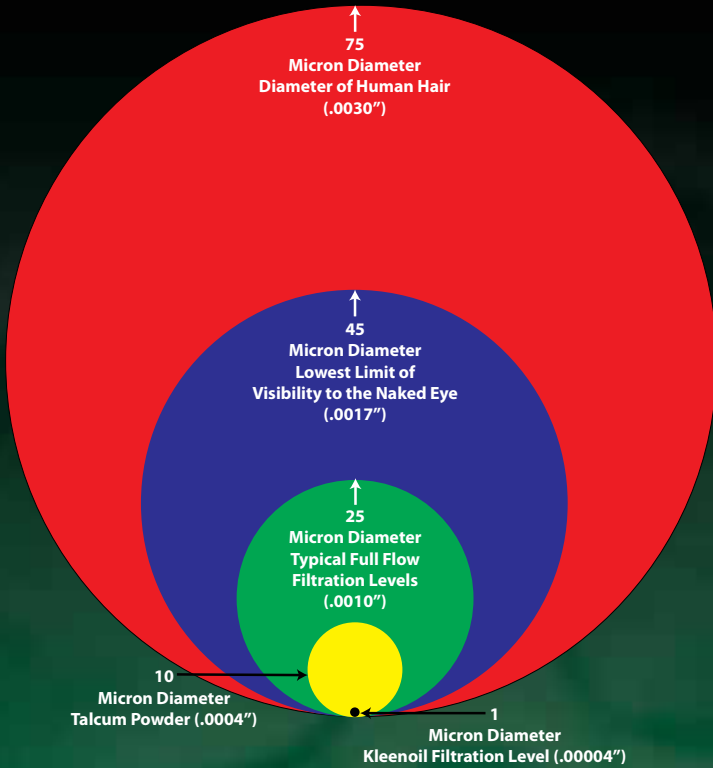 75
Micron Diameter
Diameter of Human Hair
(.0030”)
45
Micron Diameter
Lowest Limit of
Visibility to the Naked Eye
(.0017”)
25
Micron Diameter
Typical Full Flow
Filtration Levels
(.0010”)
10
Micron Diameter
Talcum Powder (.0004”)
1
Micron Diameter
Kleenoil Filtration Level (.00004”)